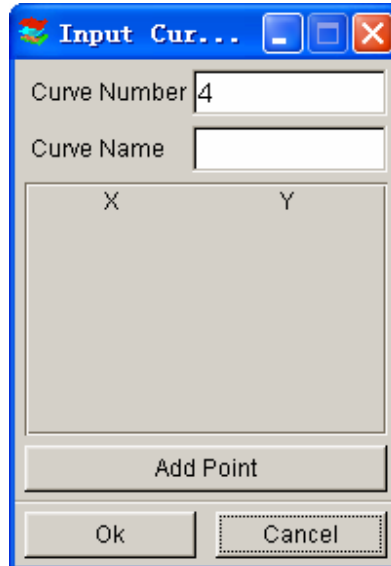 Input Cur...
Curve Number 4
Curve Name
X Y
Add Point
Ok Cancel